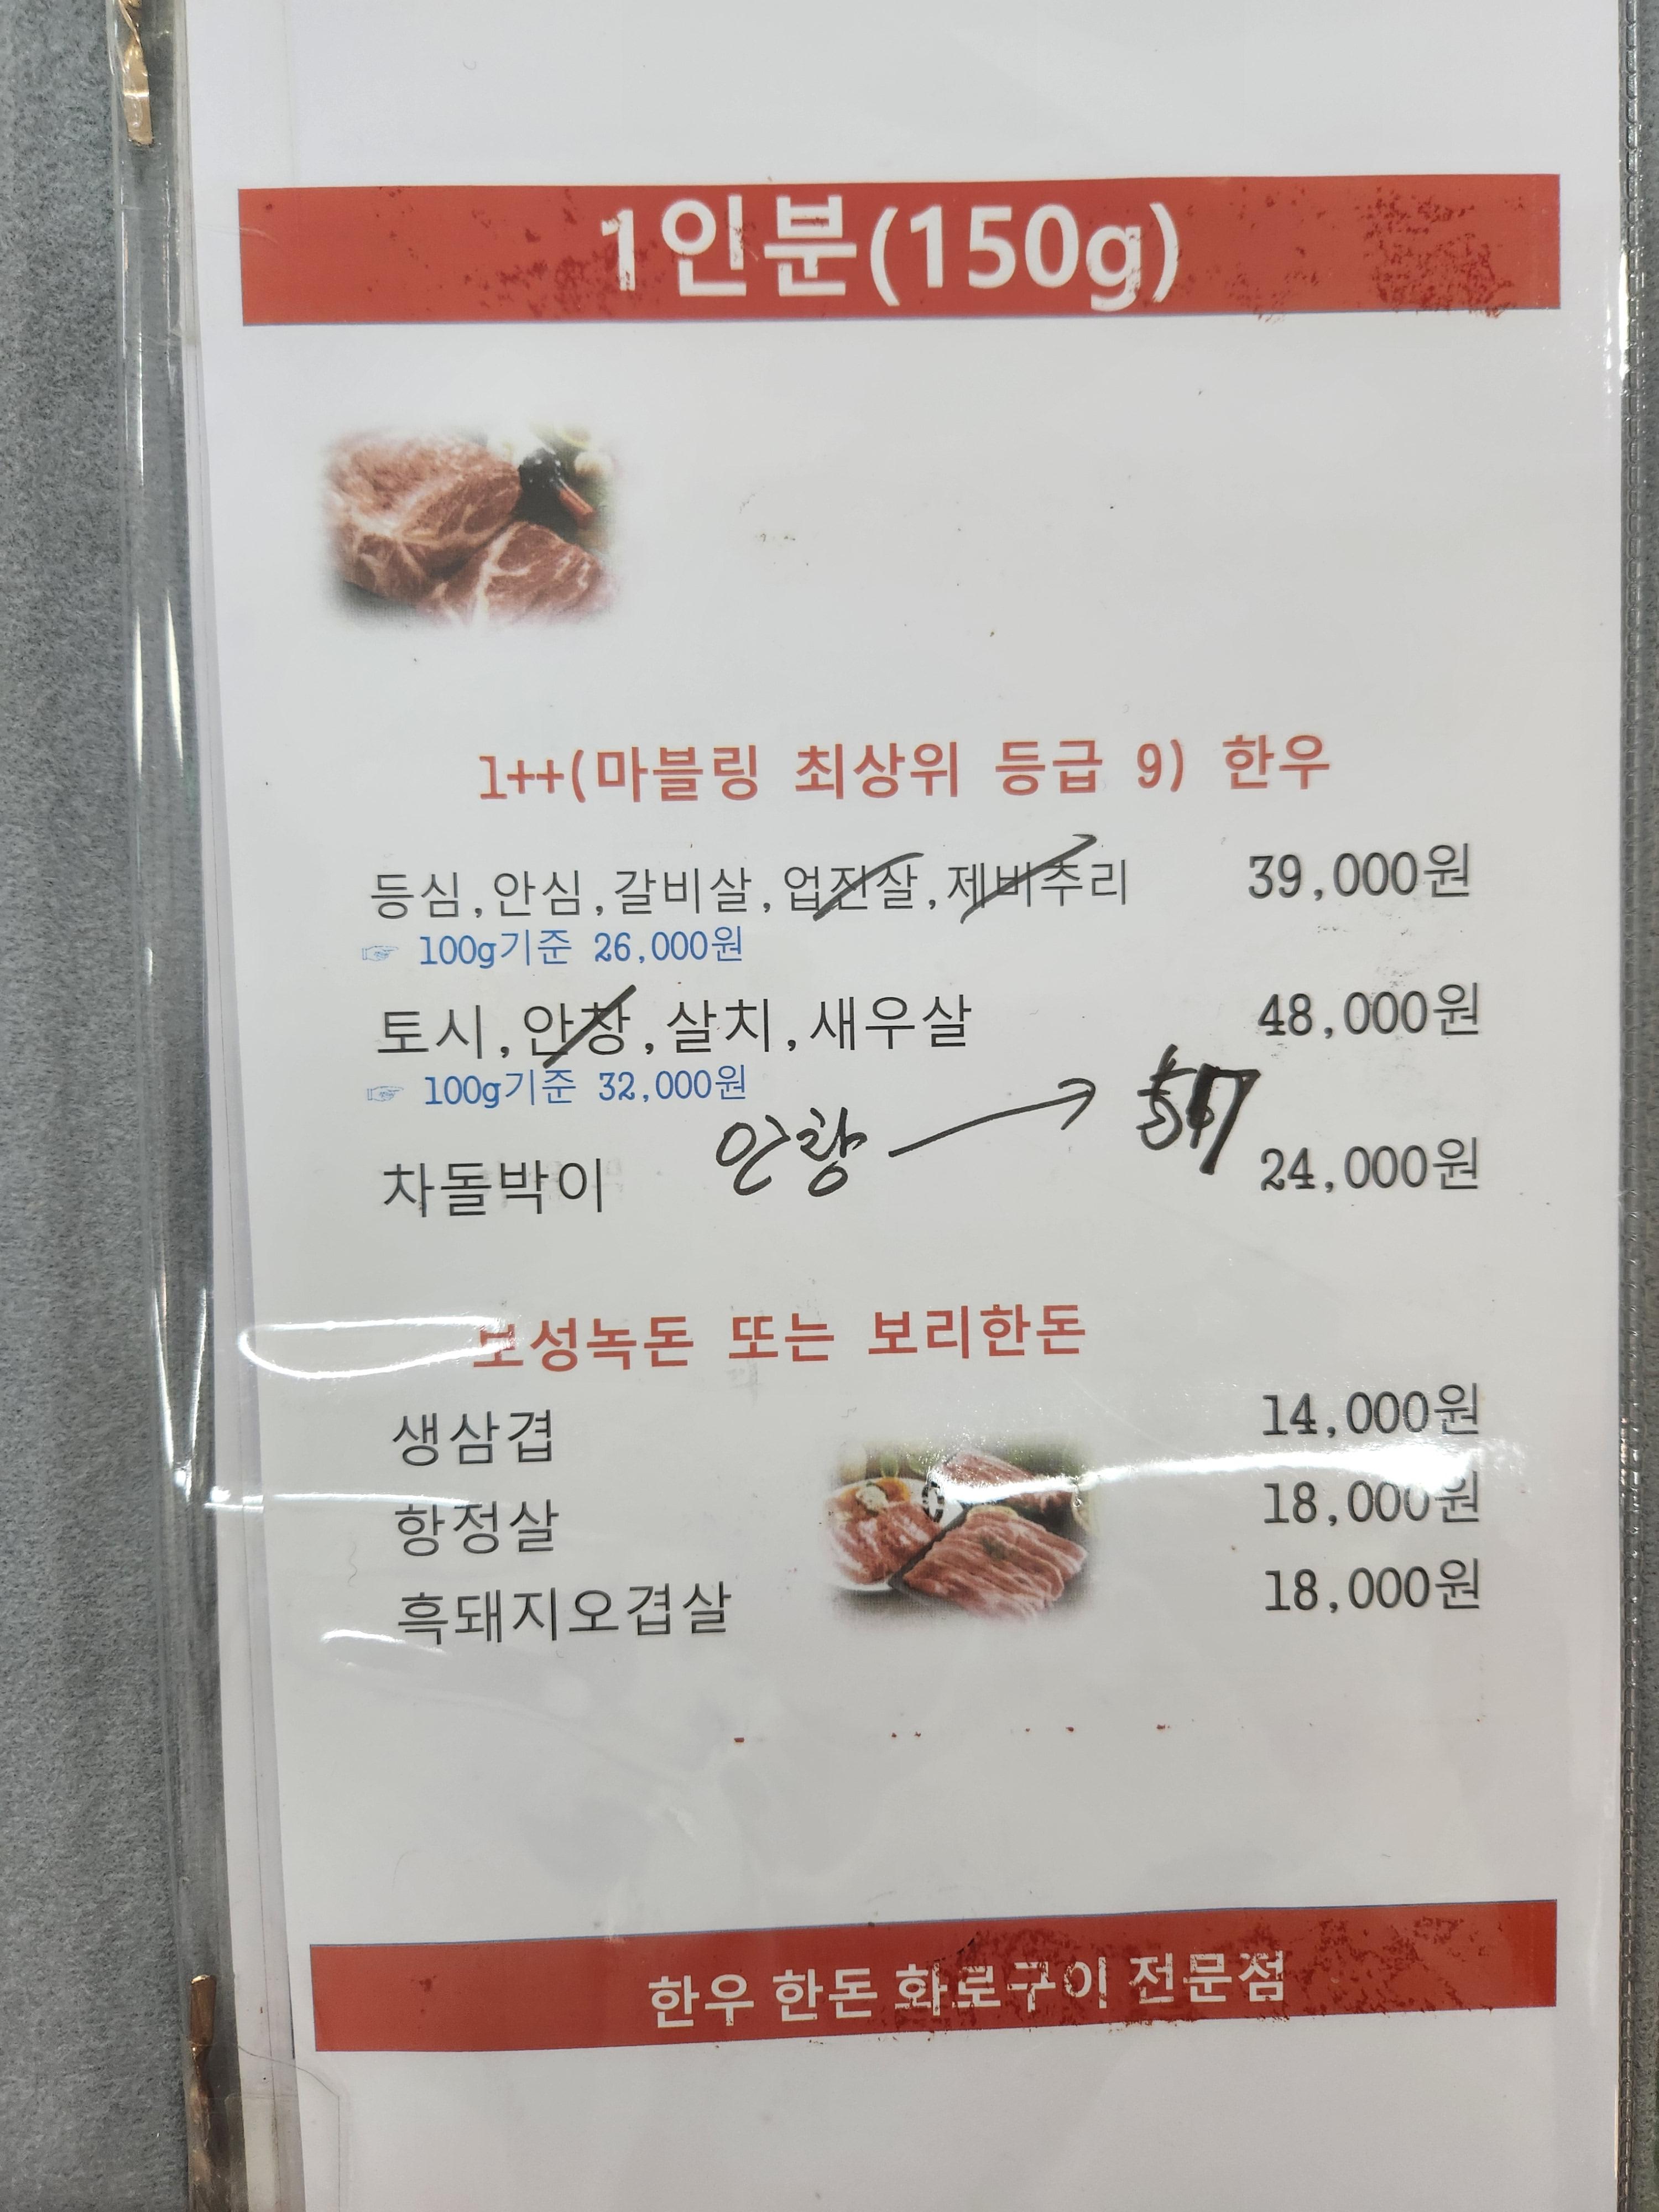 1인분(150g)
1++(마블링 최상위 등급 9) 한우
등심,안심,갈비살,업진살,제비추리 39,000원
☞ 100g기준 26,000원
토시,안창,살치,새우살 48,000원
☞ 100g기준 32,000원
안창 →
차돌박이 24,000원
보성녹돈 또는 보리한돈
생삼겹 14,000원
항정살 18,000원
흑돼지오겹살 18,000원
한우 한돈 화로구이 전문점